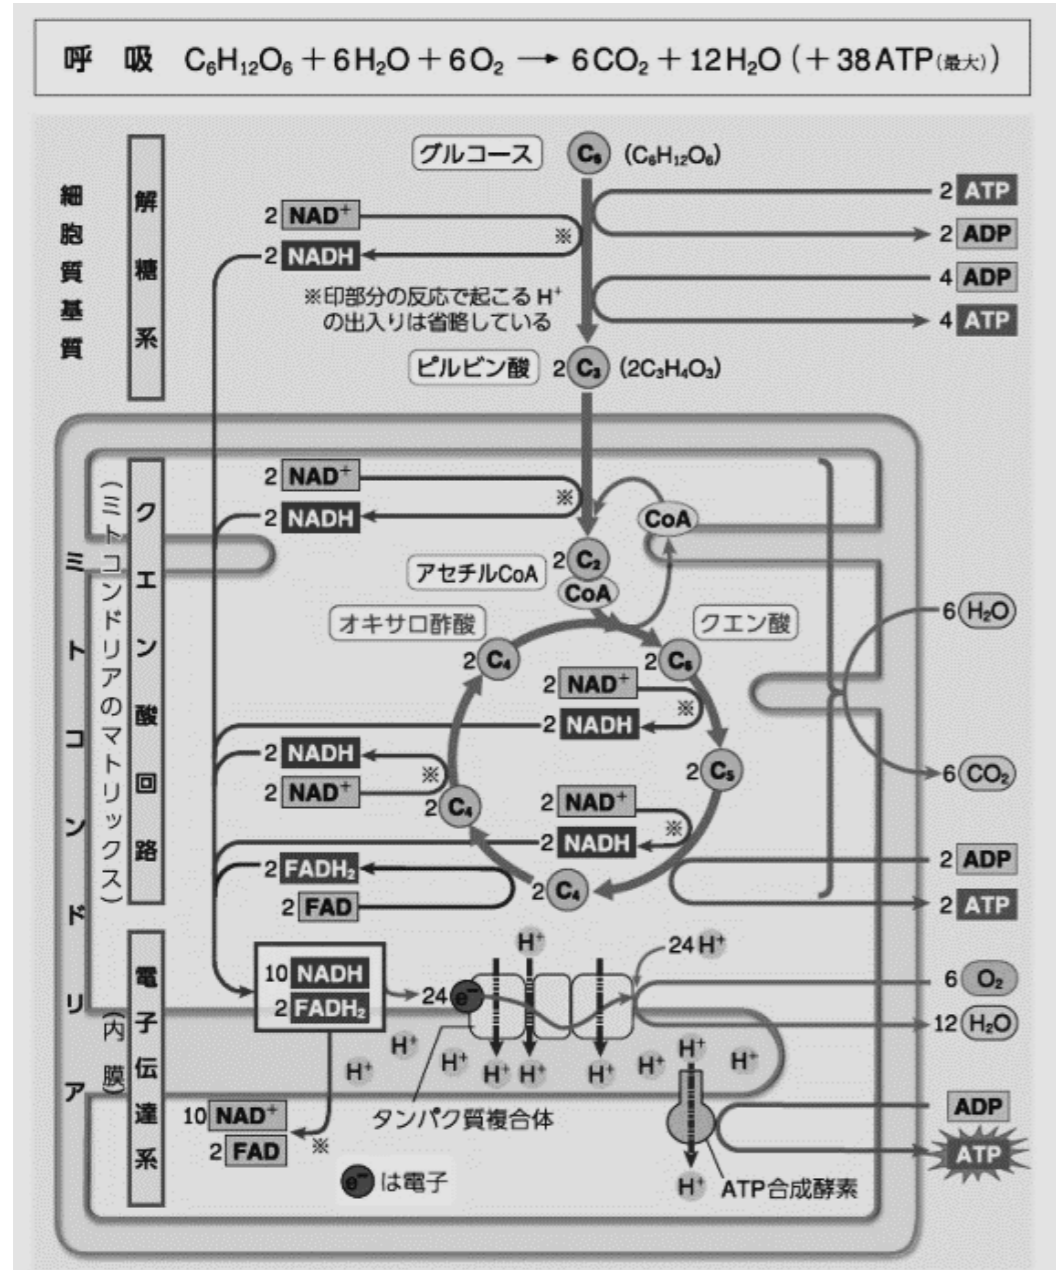 呼 吸 C₆H₁₂O₆ + 6H₂O + 6O₂ → 6CO₂ + 12H₂O (+ 38ATP(最大))
細胞質基質
解糖系
グルコース C₆ (C₆H₁₂O₆)
2 ATP
2 NAD⁺
※
2 ADP
2 NADH
4 ADP
※印部分の反応で起こる H⁺
の出入りは省略している
4 ATP
ピルビン酸 2 C₃ (2C₃H₄O₃)
ミトコンドリア
(ミトコンドリアのマトリックス)
クエン酸回路
2 NAD⁺
※
2 NADH
CoA
アセチルCoA 2 C₂
CoA
オキサロ酢酸
クエン酸
6 H₂O
2 C₄
2 C₆
2 NAD⁺
※
2 NADH
2 NADH
※
2 NAD⁺
2 C₅
6 CO₂
2 C₄
2 NAD⁺
※
2 NADH
2 ADP
2 FADH₂
2 FAD
2 C₄
2 ATP
電子伝達系
(内膜)
H⁺
24 H⁺
10 NADH
2 FADH₂
24 e⁻
6 O₂
12 H₂O
H⁺
H⁺
H⁺
H⁺
H⁺
H⁺
H⁺
H⁺
H⁺
タンパク質複合体
10 NAD⁺
2 FAD
※
ADP
ATP
e⁻ は電子
H⁺
ATP合成酵素